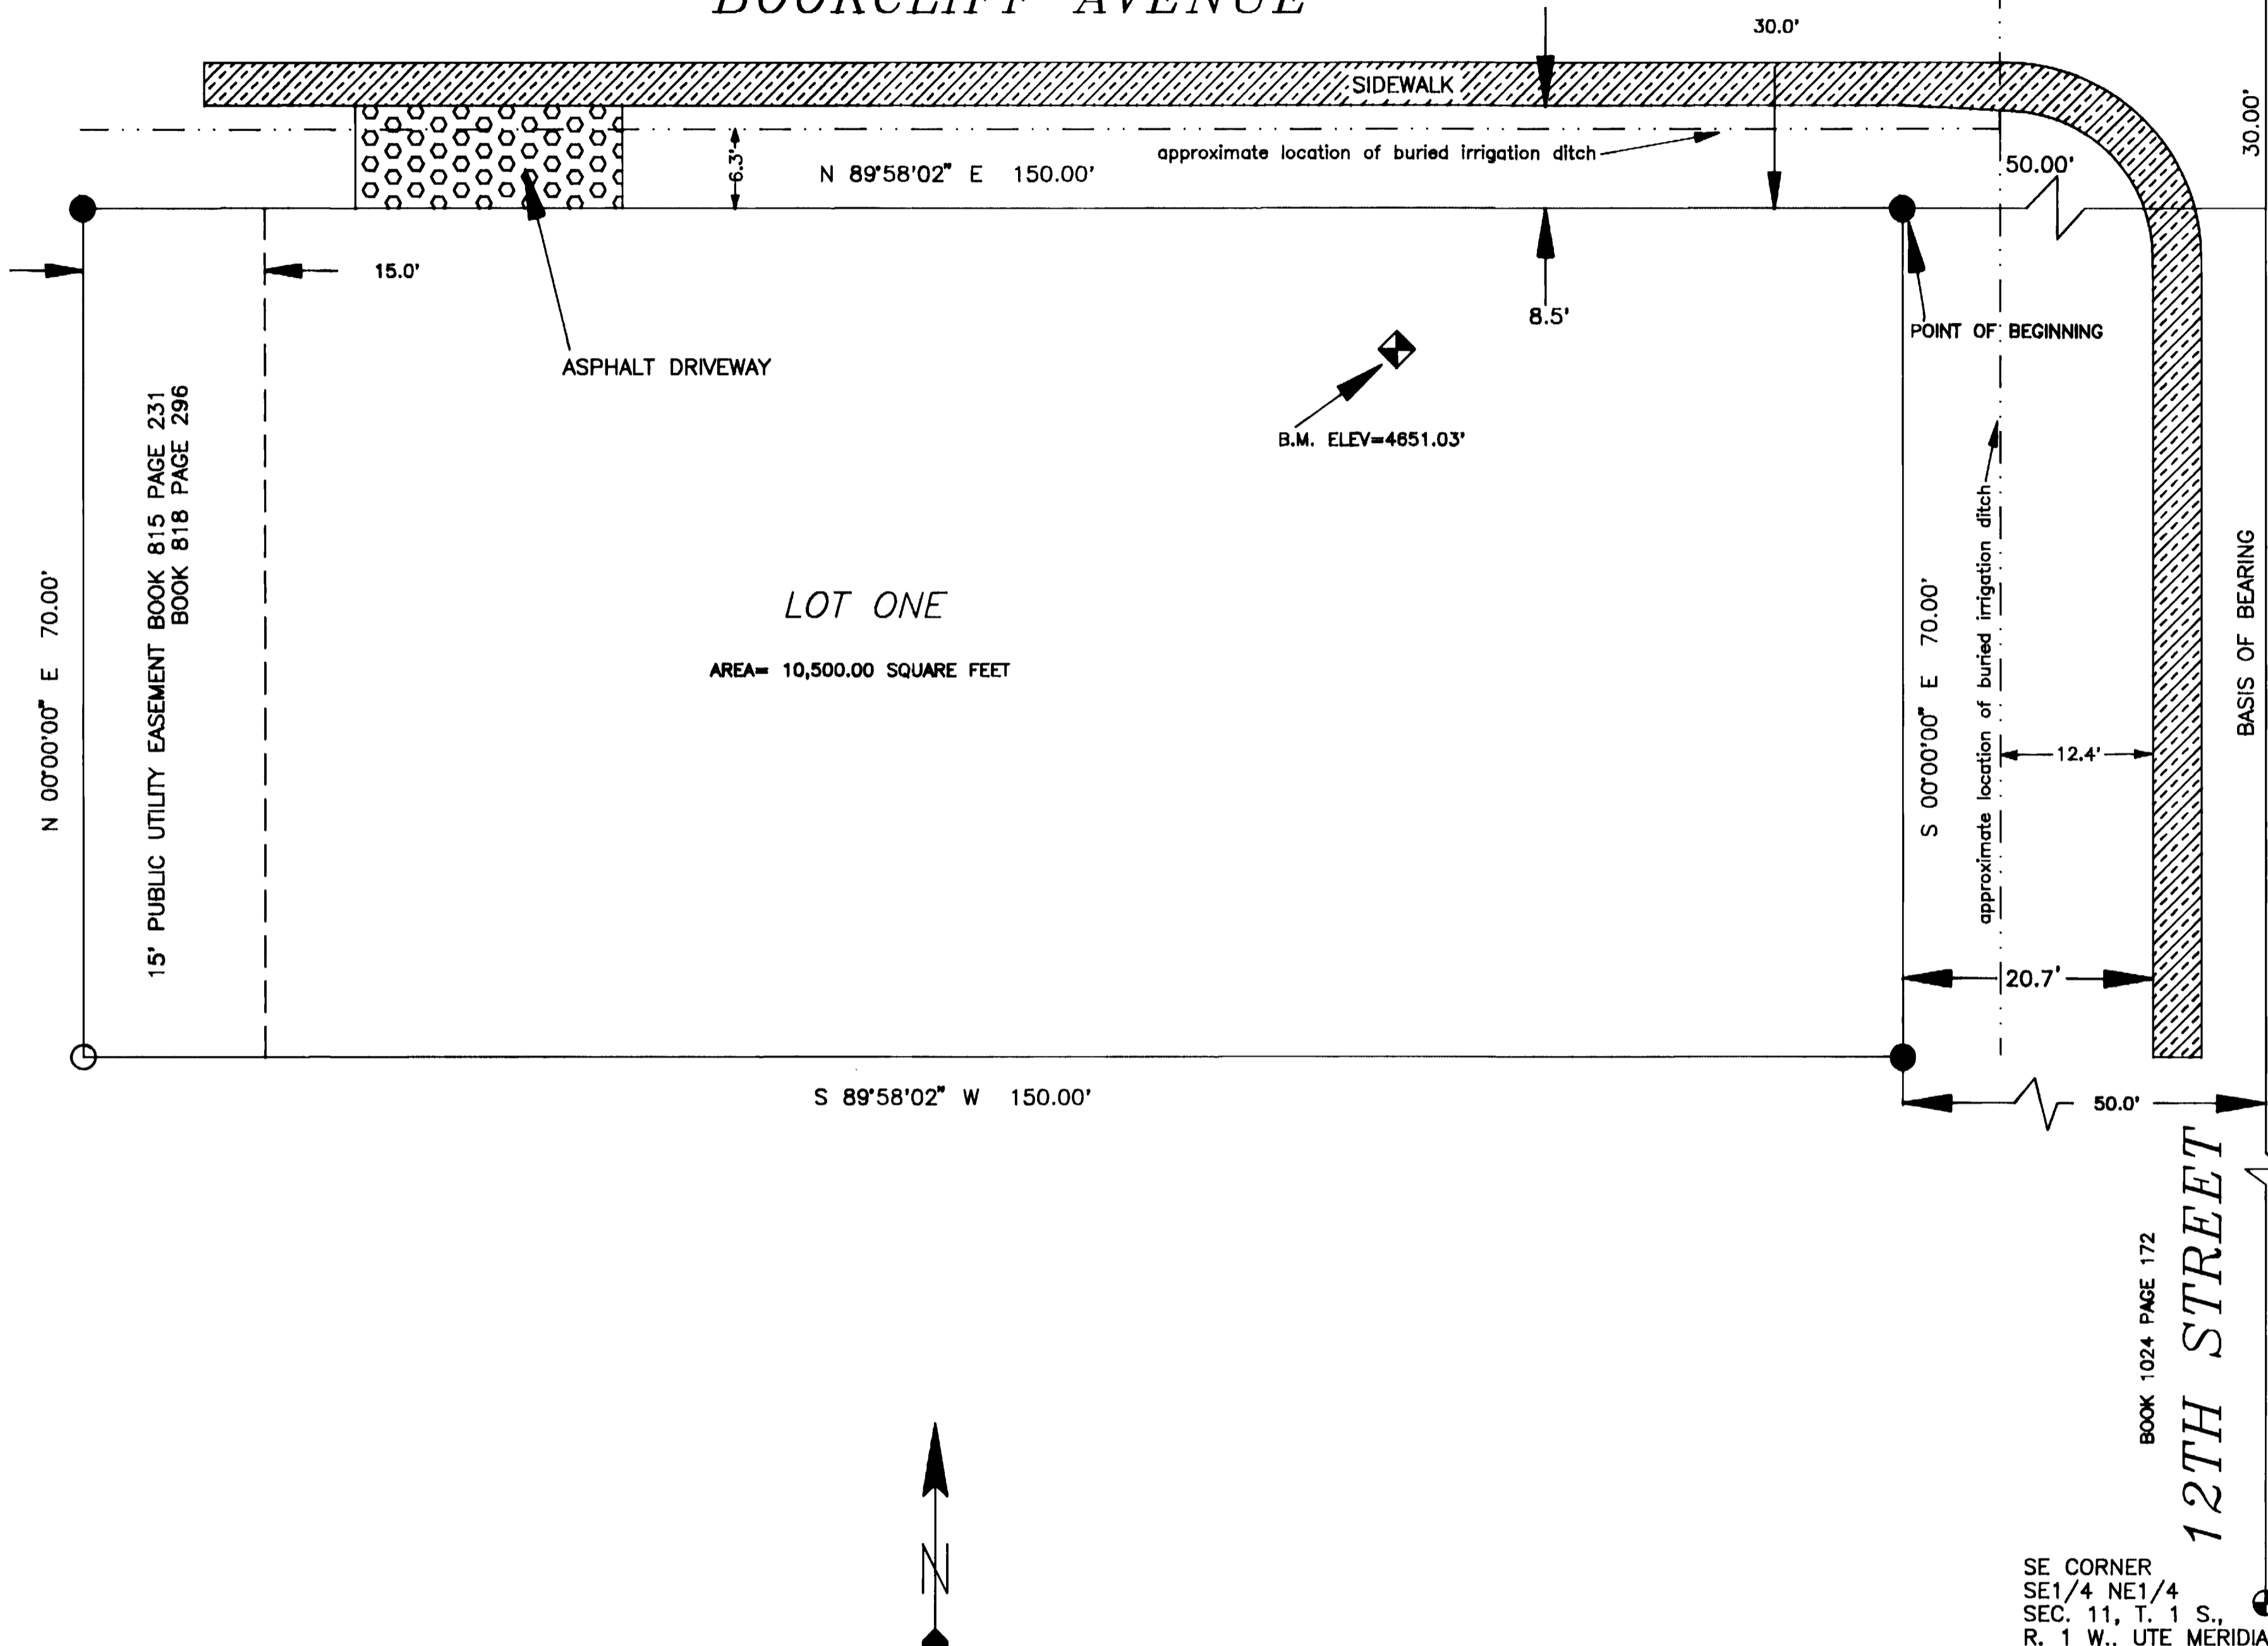 BOOKCLIFF AVENUE
30.0'
SIDEWALK
30.00'
approximate location of buried irrigation ditch
6.3'
N 89°58'02" E 150.00'
50.00'
15.0'
8.5'
POINT OF BEGINNING
ASPHALT DRIVEWAY
B.M. ELEV=4651.03'
15' PUBLIC UTILITY EASEMENT BOOK 815 PAGE 231
BOOK 818 PAGE 296
N 00°00'00" E 70.00'
LOT ONE
AREA= 10,500.00 SQUARE FEET
S 00°00'00" E 70.00'
approximate location of buried irrigation ditch
BASIS OF BEARING
12.4'
20.7'
S 89°58'02" W 150.00'
50.0'
BOOK 1024 PAGE 172
12TH STREET
N
SE CORNER
SE1/4 NE1/4
SEC. 11, T. 1 S.,
R. 1 W., UTE MERIDIA